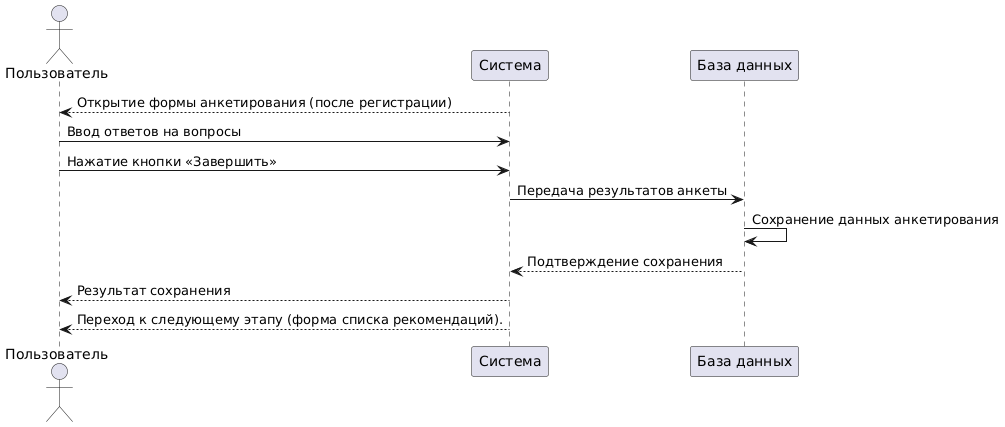 Пользователь
Система
База данных
Открытие формы анкетирования (после регистрации)
Ввод ответов на вопросы
Нажатие кнопки «Завершить»
Передача результатов анкеты
Сохранение данных анкетирования
Подтверждение сохранения
Результат сохранения
Переход к следующему этапу (форма списка рекомендаций).
Пользователь
Система
База данных